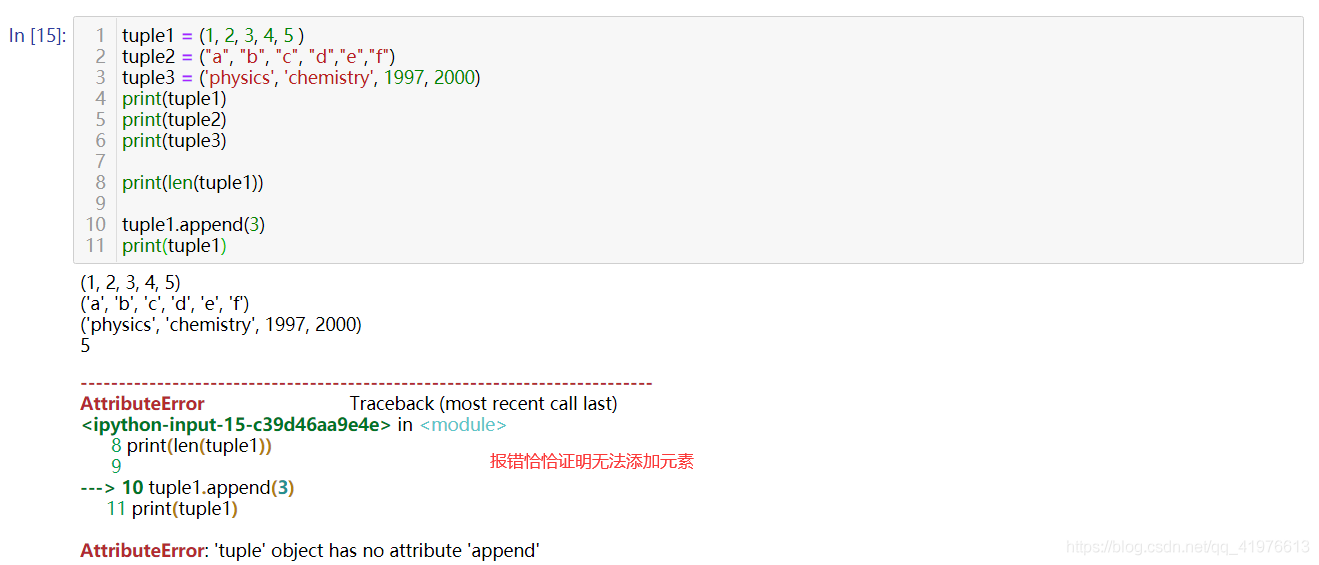 In [15]:
1 tuple1 = (1, 2, 3, 4, 5 )
2 tuple2 = ("a", "b", "c", "d","e","f")
3 tuple3 = ('physics', 'chemistry', 1997, 2000)
4 print(tuple1)
5 print(tuple2)
6 print(tuple3)
7
8 print(len(tuple1))
9
10 tuple1.append(3)
11 print(tuple1)
(1, 2, 3, 4, 5)
('a', 'b', 'c', 'd', 'e', 'f')
('physics', 'chemistry', 1997, 2000)
5
---------------------------------------------------------------------------
AttributeError Traceback (most recent call last)
<ipython-input-15-c39d46aa9e4e> in <module>
8 print(len(tuple1))
9
报错恰恰证明无法添加元素
---> 10 tuple1.append(3)
11 print(tuple1)
AttributeError: 'tuple' object has no attribute 'append'
https://blog.csdn.net/qq_41976613